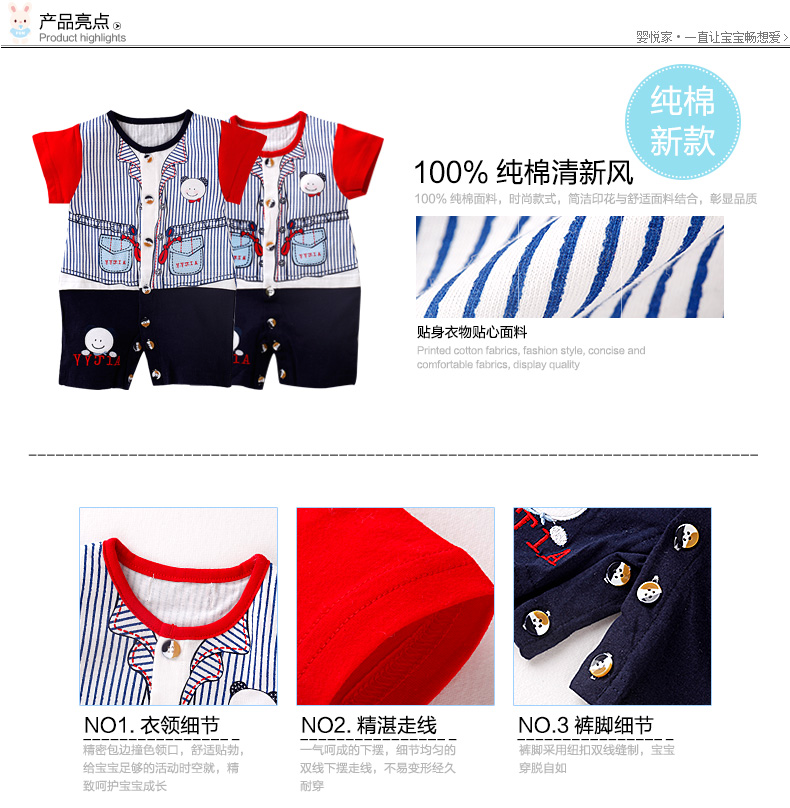 产品亮点
Product highlights
婴悦家·一直让宝宝畅想爱
纯棉
新款
100% 纯棉清新风
100% 纯棉面料，时尚款式，简洁印花与舒适面料结合，彰显品质
VVJIA
VVJIA
VVJIA
贴身衣物贴心面料
Printed cotton fabrics, fashion style, concise and
comfortable fabrics, display quality
NO1. 衣领细节
精密包边撞色领口，舒适贴勃，
给宝宝足够的活动时空就，精
致呵护宝宝成长
NO2. 精湛走线
一气呵成的下摆，细节均匀的
双线下摆走线，不易变形经久
耐穿
NO.3 裤脚细节
裤脚采用纽扣双线缝制，宝宝
穿脱自如